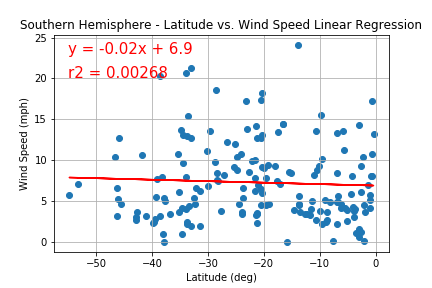 Southern Hemisphere - Latitude vs. Wind Speed Linear Regression
y = -0.02x + 6.9
r2 = 0.00268
Wind Speed (mph)
25
20
15
10
5
0
−50
−40
−30
−20
−10
0
Latitude (deg)